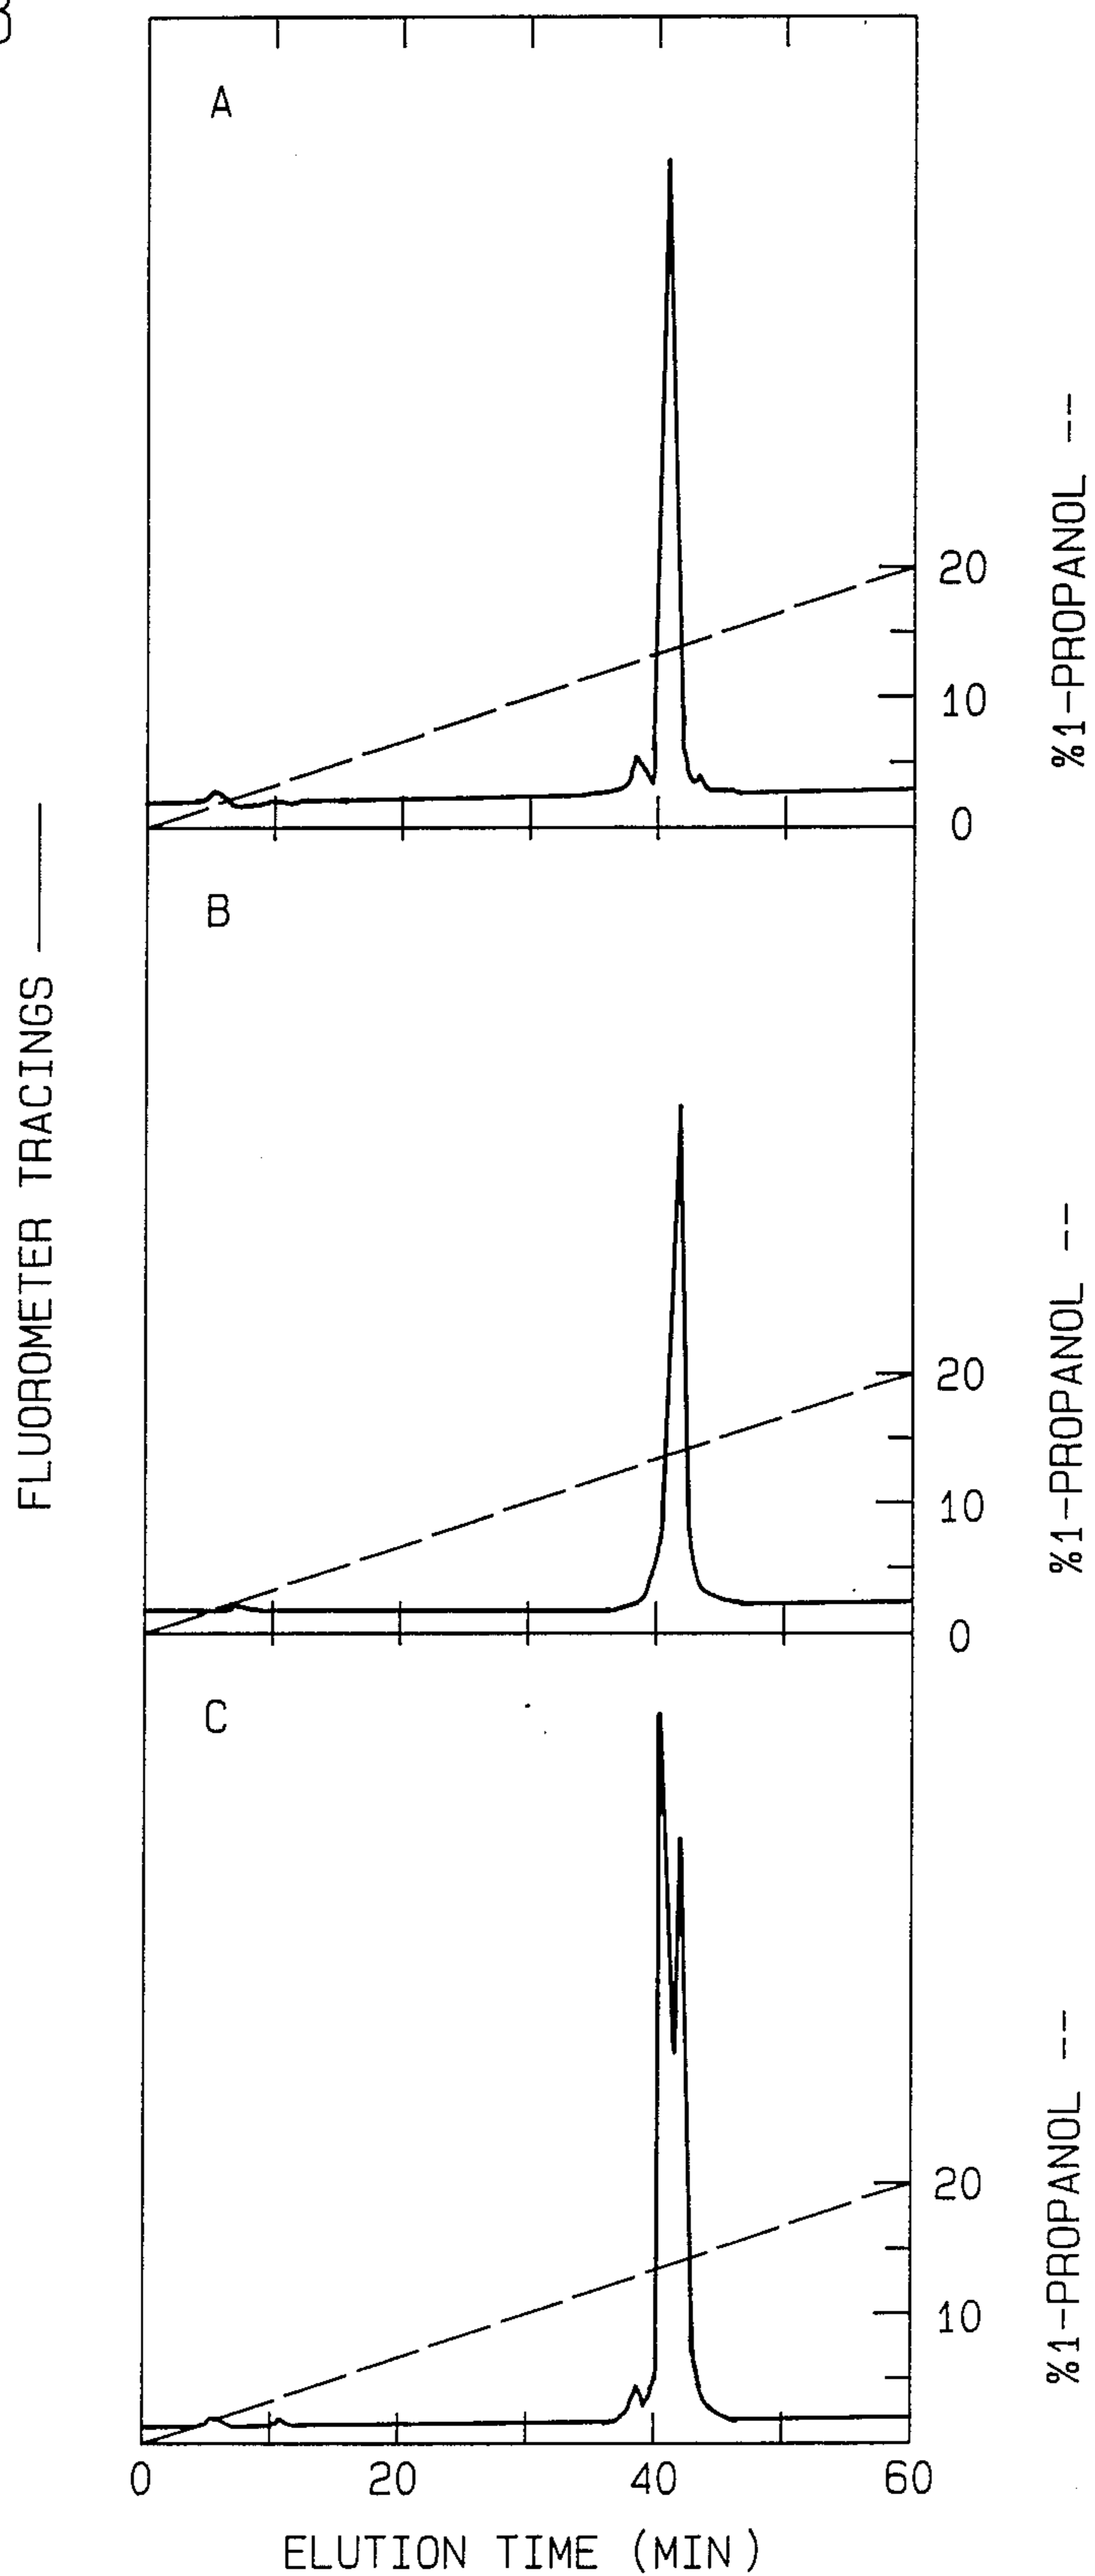 A
20
10
0
%1-PROPANOL --
B
20
10
0
%1-PROPANOL --
FLUOROMETER TRACINGS ——
C
20
10
%1-PROPANOL --
0 20 40 60
ELUTION TIME (MIN)